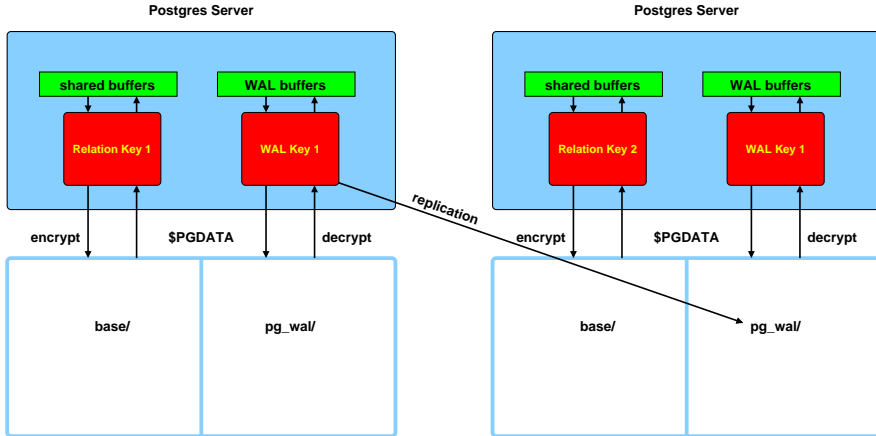 Postgres Server
Postgres Server
shared buffers
WAL buffers
shared buffers
WAL buffers
Relation Key 1
WAL Key 1
Relation Key 2
WAL Key 1
replication
encrypt
$PGDATA
decrypt
encrypt
$PGDATA
decrypt
base/
pg_wal/
base/
pg_wal/